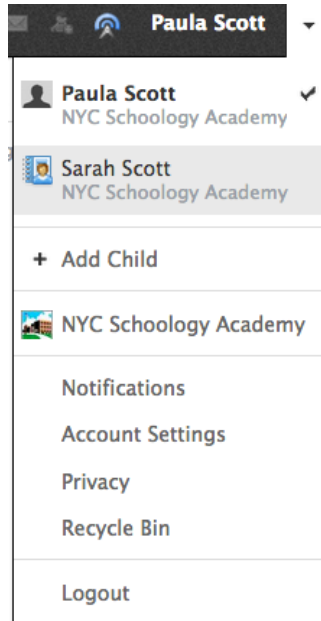 Paula Scott
Paula Scott
NYC Schoology Academy
Sarah Scott
NYC Schoology Academy
+ Add Child
NYC Schoology Academy
Notifications
Account Settings
Privacy
Recycle Bin
Logout